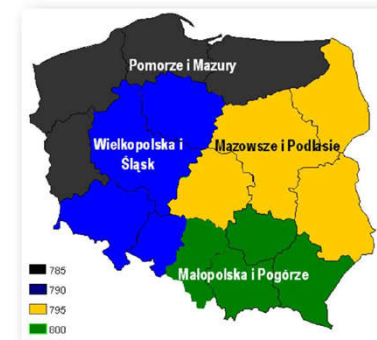 Pomorze i Mazury
Wielkopolska i
Śląsk
Mazowsze i Podlasie
Małopolska i Pogórze
785
790
795
800